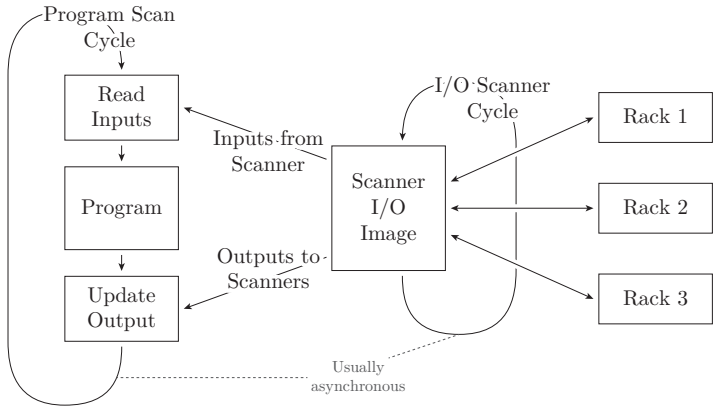 Program Scan
Cycle
Read
Inputs
Program
Update
Output
Inputs from
Scanner
Outputs to
Scanners
I/O Scanner
Cycle
Scanner
I/O
Image
Rack 1
Rack 2
Rack 3
Usually
asynchronous